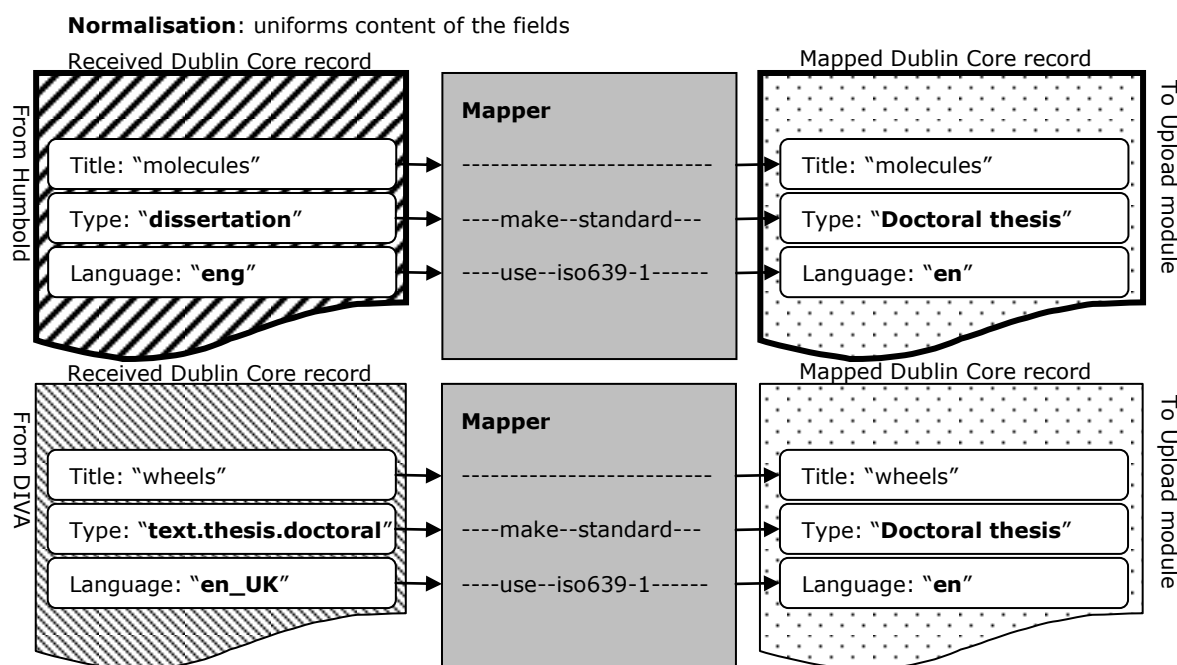 Normalisation: uniforms content of the fields
Received Dublin Core record
Mapped Dublin Core record
From Humbold
Mapper
To Upload module
Title: “molecules”
--------------------------
Title: “molecules”
Type: “dissertation”
----make--standard---
Type: “Doctoral thesis”
Language: “eng”
----use--iso639-1------
Language: “en”
Received Dublin Core record
Mapped Dublin Core record
From DIVA
Mapper
To Upload module
Title: “wheels”
--------------------------
Title: “wheels”
Type: “text.thesis.doctoral”
----make--standard---
Type: “Doctoral thesis”
Language: “en_UK”
----use--iso639-1------
Language: “en”